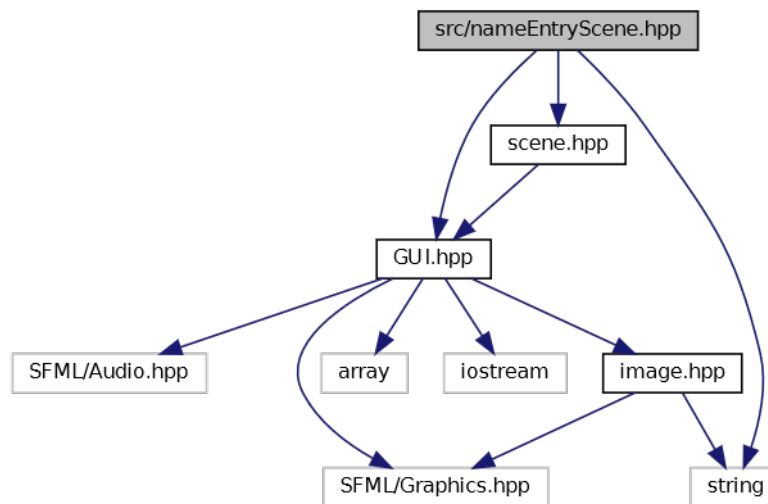 src/nameEntryScene.hpp
scene.hpp
GUI.hpp
SFML/Audio.hpp
array
iostream
image.hpp
SFML/Graphics.hpp
string